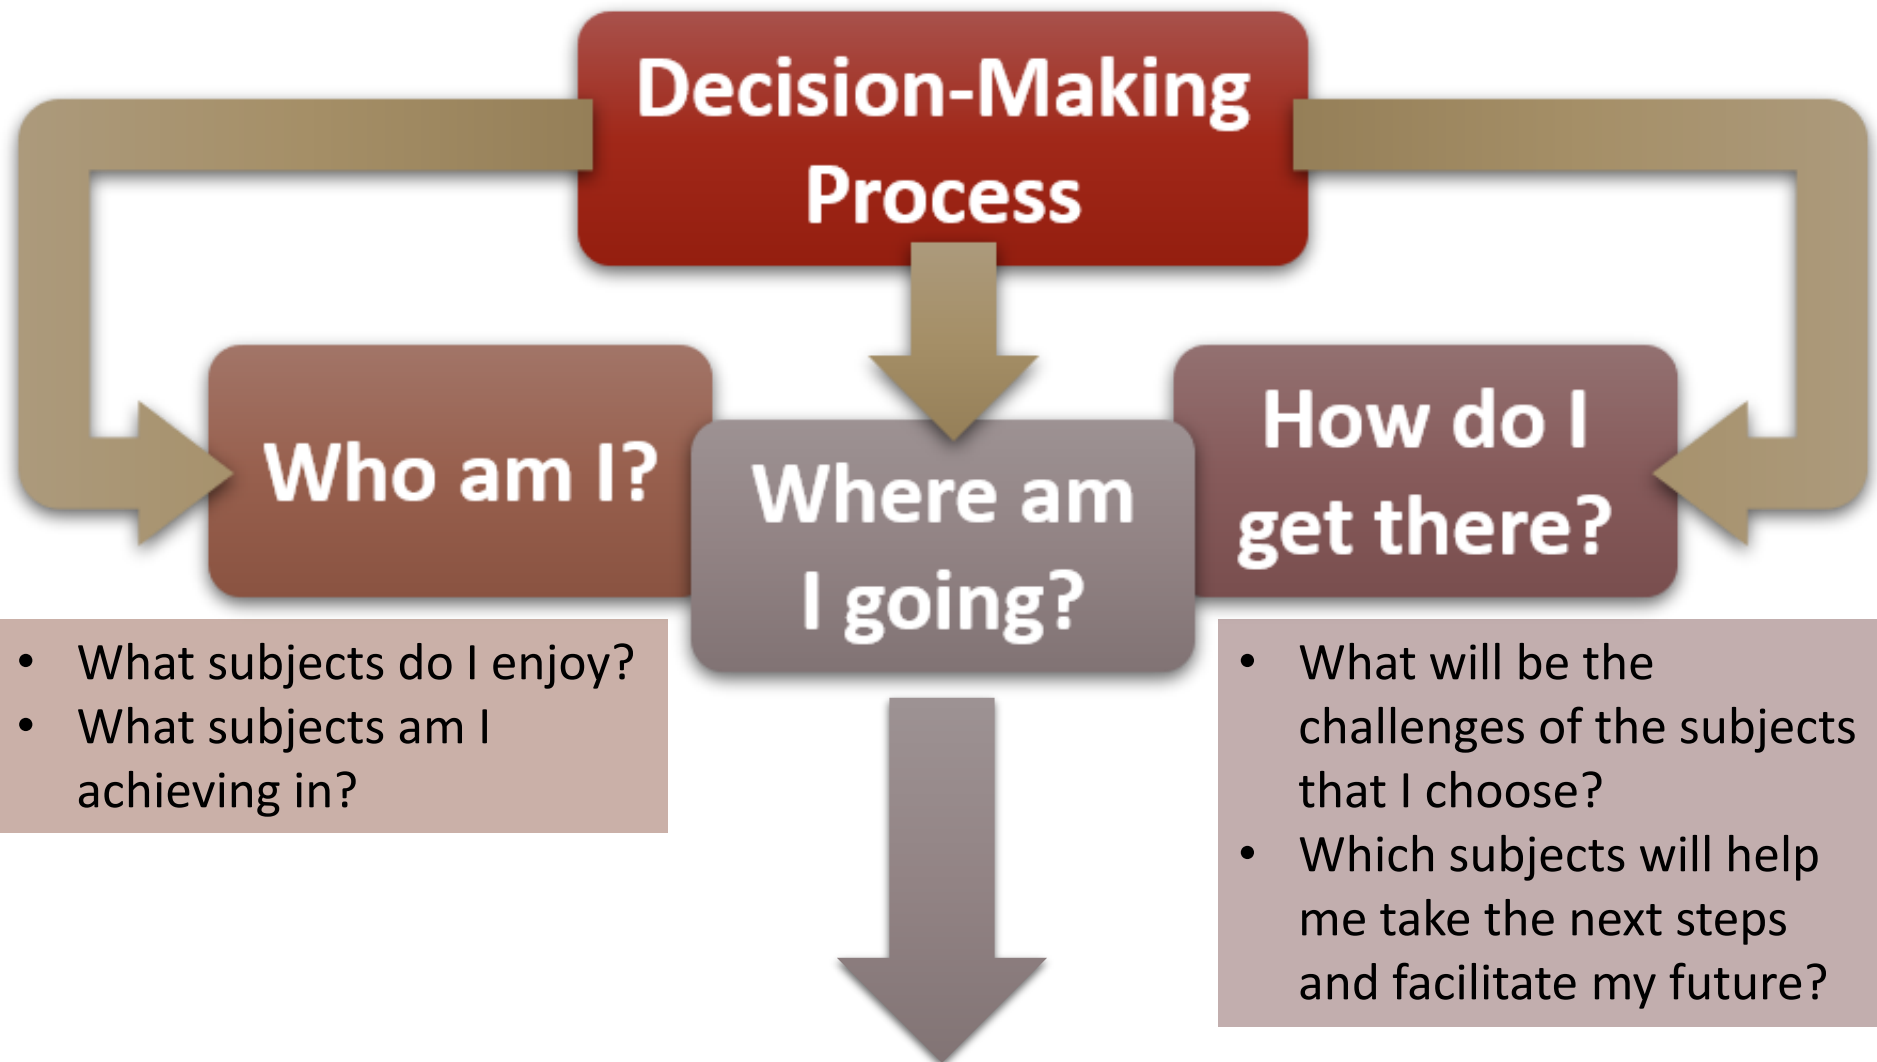 Decision-Making
Process
Who am I?
Where am
I going?
How do I
get there?
• What subjects do I enjoy?
• What subjects am I
achieving in?
• What will be the
challenges of the subjects
that I choose?
• Which subjects will help
me take the next steps
and facilitate my future?